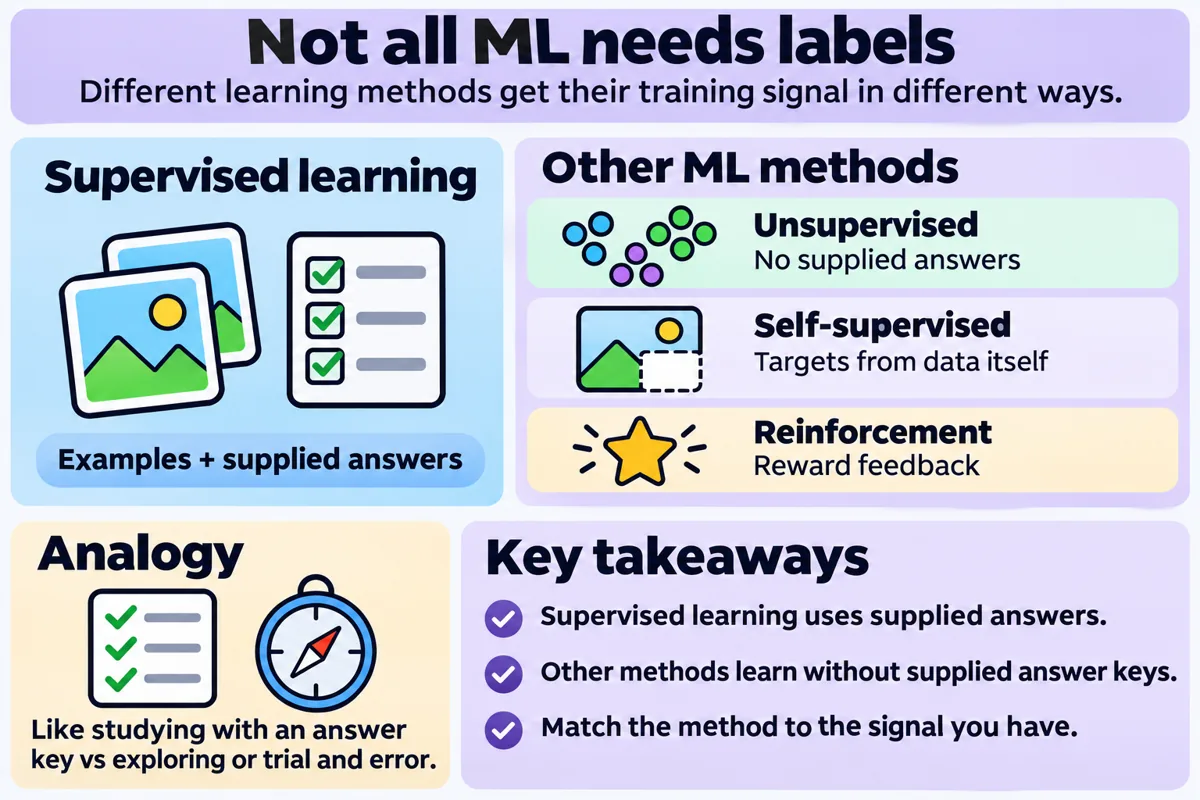 Not all ML needs labels
Different learning methods get their training signal in different ways.
Supervised learning
Examples + supplied answers
Other ML methods
Unsupervised
No supplied answers
Self-supervised
Targets from data itself
Reinforcement
Reward feedback
Analogy
Like studying with an answer
key vs exploring or trial and error.
Key takeaways
Supervised learning uses supplied answers.
Other methods learn without supplied answer keys.
Match the method to the signal you have.